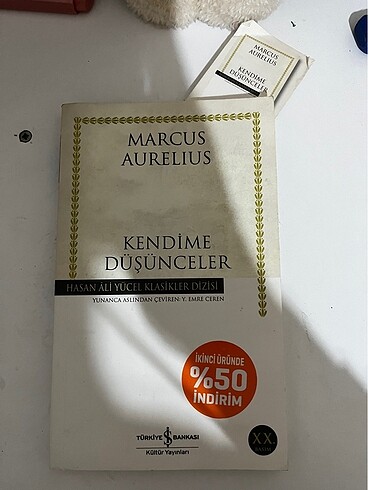 MARCUS
AURELIUS
KENDİME
DÜŞÜNCELER
MARCUS
AURELIUS
KENDİME
DÜŞÜNCELER
HASAN ÂLİ YÜCEL KLASİKLER DİZİSİ
YUNANCA ASLINDAN ÇEVİREN: Y. EMRE CEREN
İKİNCİ ÜRÜNDE
%50
İNDİRİM
TÜRKİYE İŞ BANKASI
Kültür Yayınları
XX.
BASIM